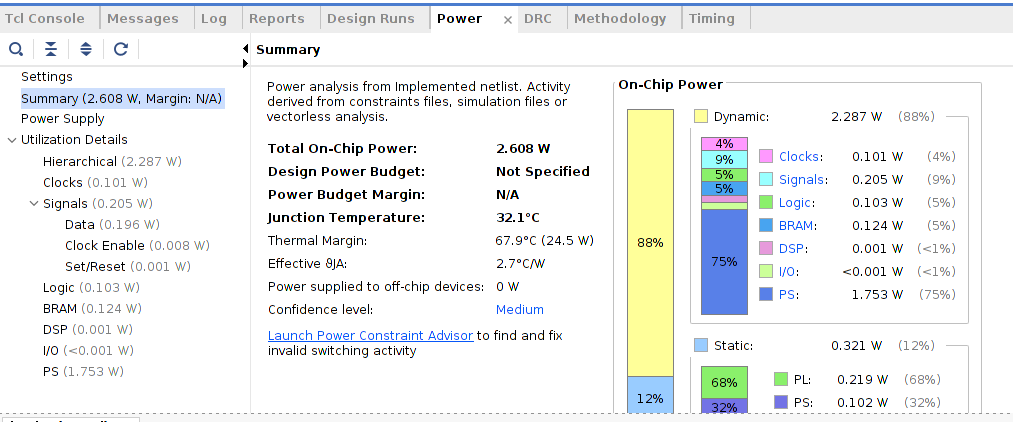 Tcl Console Messages Log Reports Design Runs Power × DRC Methodology Timing
Summary
Settings
Summary (2.608 W, Margin: N/A)
Power Supply
Utilization Details
Hierarchical (2.287 W)
Clocks (0.101 W)
Signals (0.205 W)
Data (0.196 W)
Clock Enable (0.008 W)
Set/Reset (0.001 W)
Logic (0.103 W)
BRAM (0.124 W)
DSP (0.001 W)
I/O (<0.001 W)
PS (1.753 W)
Power analysis from Implemented netlist. Activity
derived from constraints files, simulation files or
vectorless analysis.
Total On-Chip Power: 2.608 W
Design Power Budget: Not Specified
Power Budget Margin: N/A
Junction Temperature: 32.1°C
Thermal Margin: 67.9°C (24.5 W)
Effective ϑJA: 2.7°C/W
Power supplied to off-chip devices: 0 W
Confidence level: Medium
Launch Power Constraint Advisor to find and fix
invalid switching activity
On-Chip Power
88%
12%
Dynamic: 2.287 W (88%)
4%
9%
5%
5%
75%
Clocks: 0.101 W (4%)
Signals: 0.205 W (9%)
Logic: 0.103 W (5%)
BRAM: 0.124 W (5%)
DSP: 0.001 W (<1%)
I/O: <0.001 W (<1%)
PS: 1.753 W (75%)
Static: 0.321 W (12%)
68%
32%
PL: 0.219 W (68%)
PS: 0.102 W (32%)